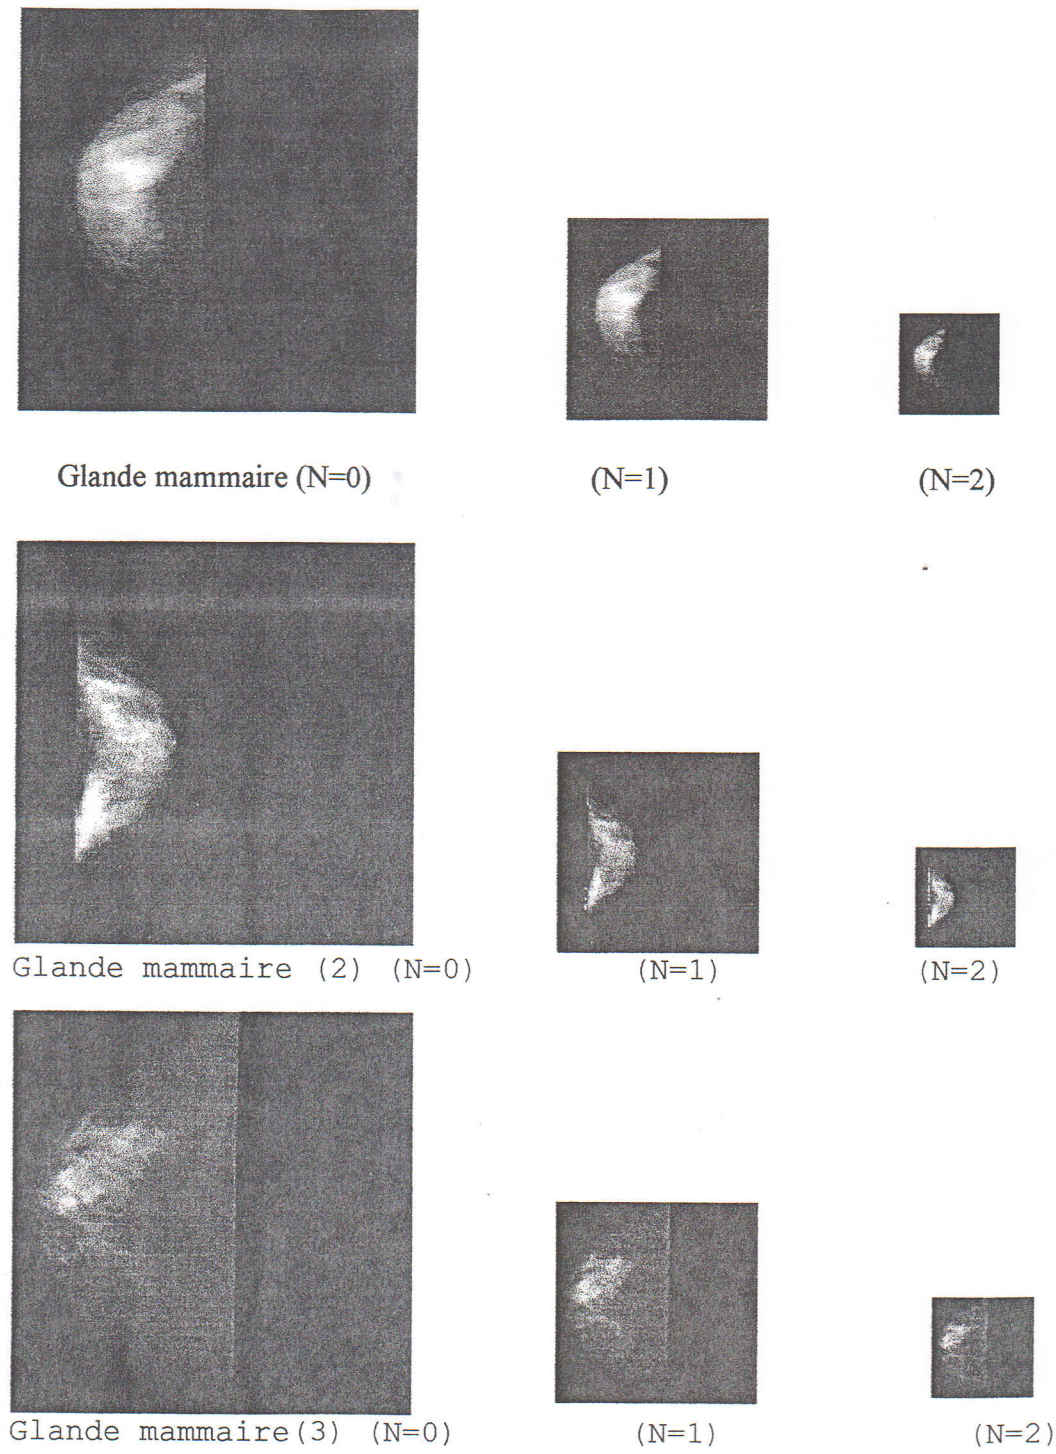 Glande mammaire (N=0) (N=1) (N=2)
Glande mammaire (2) (N=0) (N=1) (N=2)
Glande mammaire(3) (N=0) (N=1) (N=2)